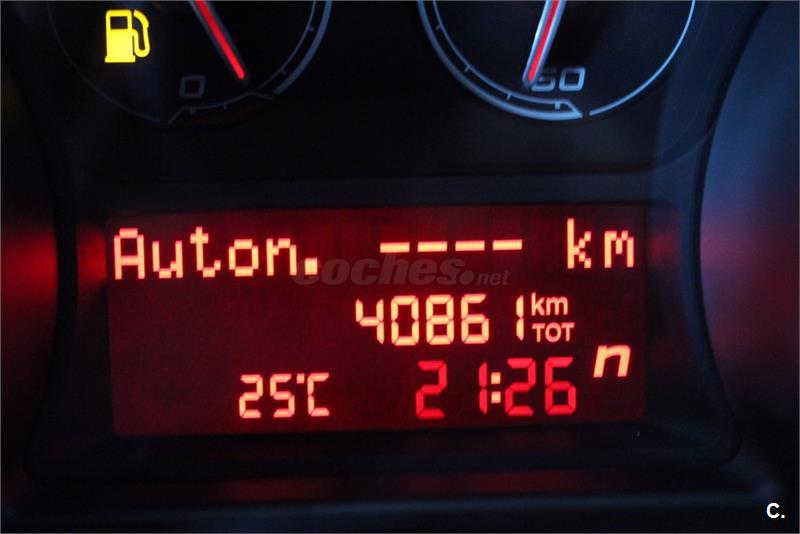 0
50
Auton. ---- km
coches.net
40861 km TOT
25°C 21:26 n
C.